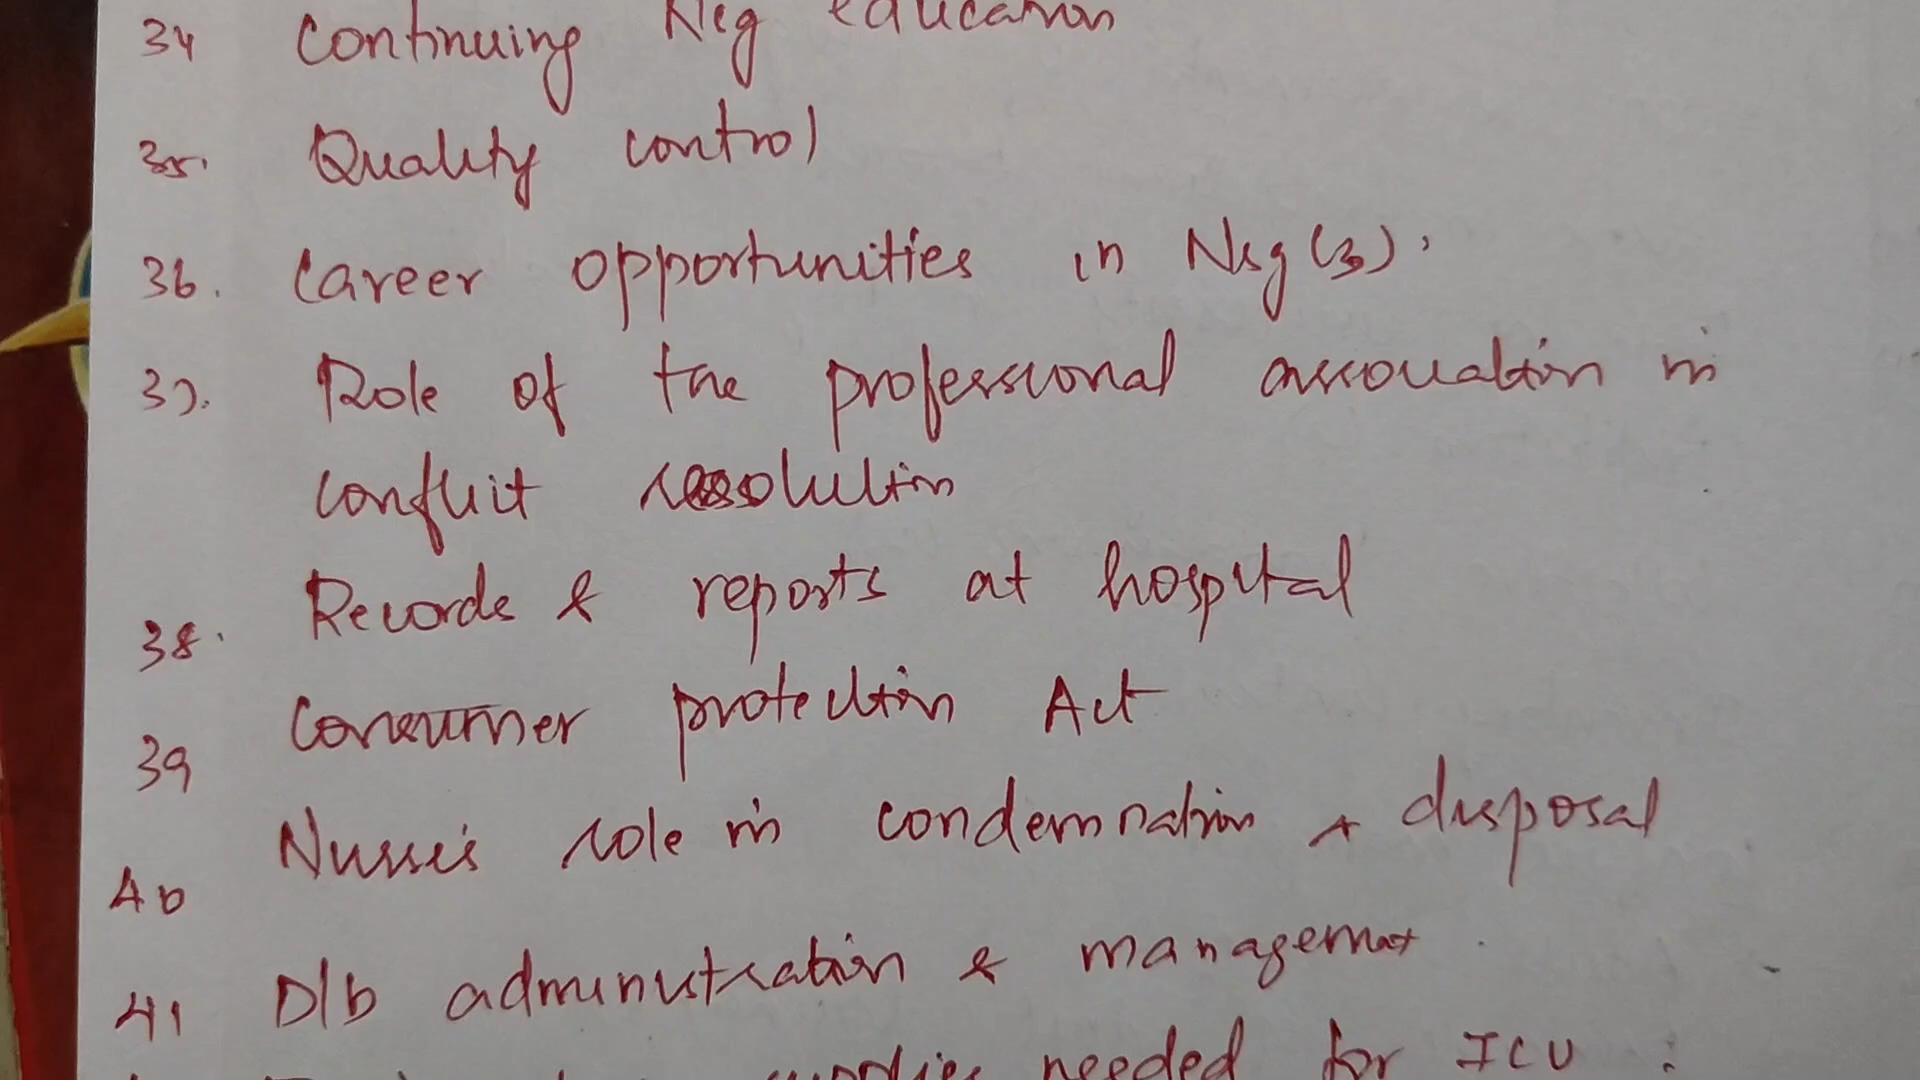 34 Continuing Nsg education
35. Quality control
36. Career opportunities in Nsg (3).
37. Role of the professional association in
conflict resolution
38. Records & reports at hospital
39 Consumer protection Act
40 Nurses role in condemnation & disposal
41 D/b administration & management.
supplies needed for ICU :